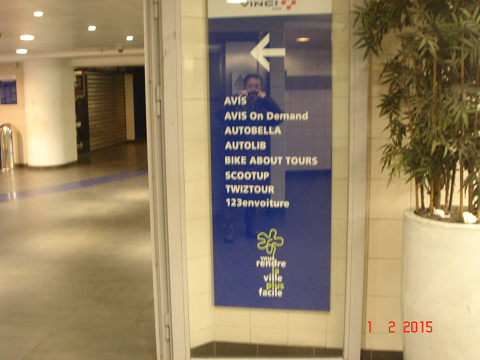 VINCI
AVIS
AVIS On Demand
AUTOBELLA
AUTOLIB
BIKE ABOUT TOURS
SCOOTUP
TWIZTOUR
123envoiture
vous
rendre
la
ville
plus
facile
1 2 2015